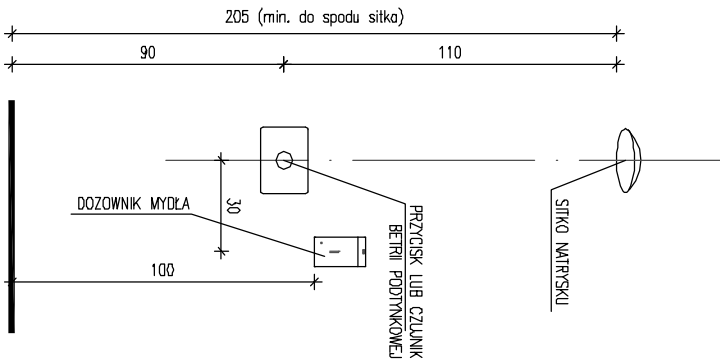 205 (min. do spodu sitka)
90
110
DOZOWNIK MYDŁA
30
100
PRZYCISK LUB CZUJNIK
BETRII PODTYNKOWEJ
SITKO NATRYSKU